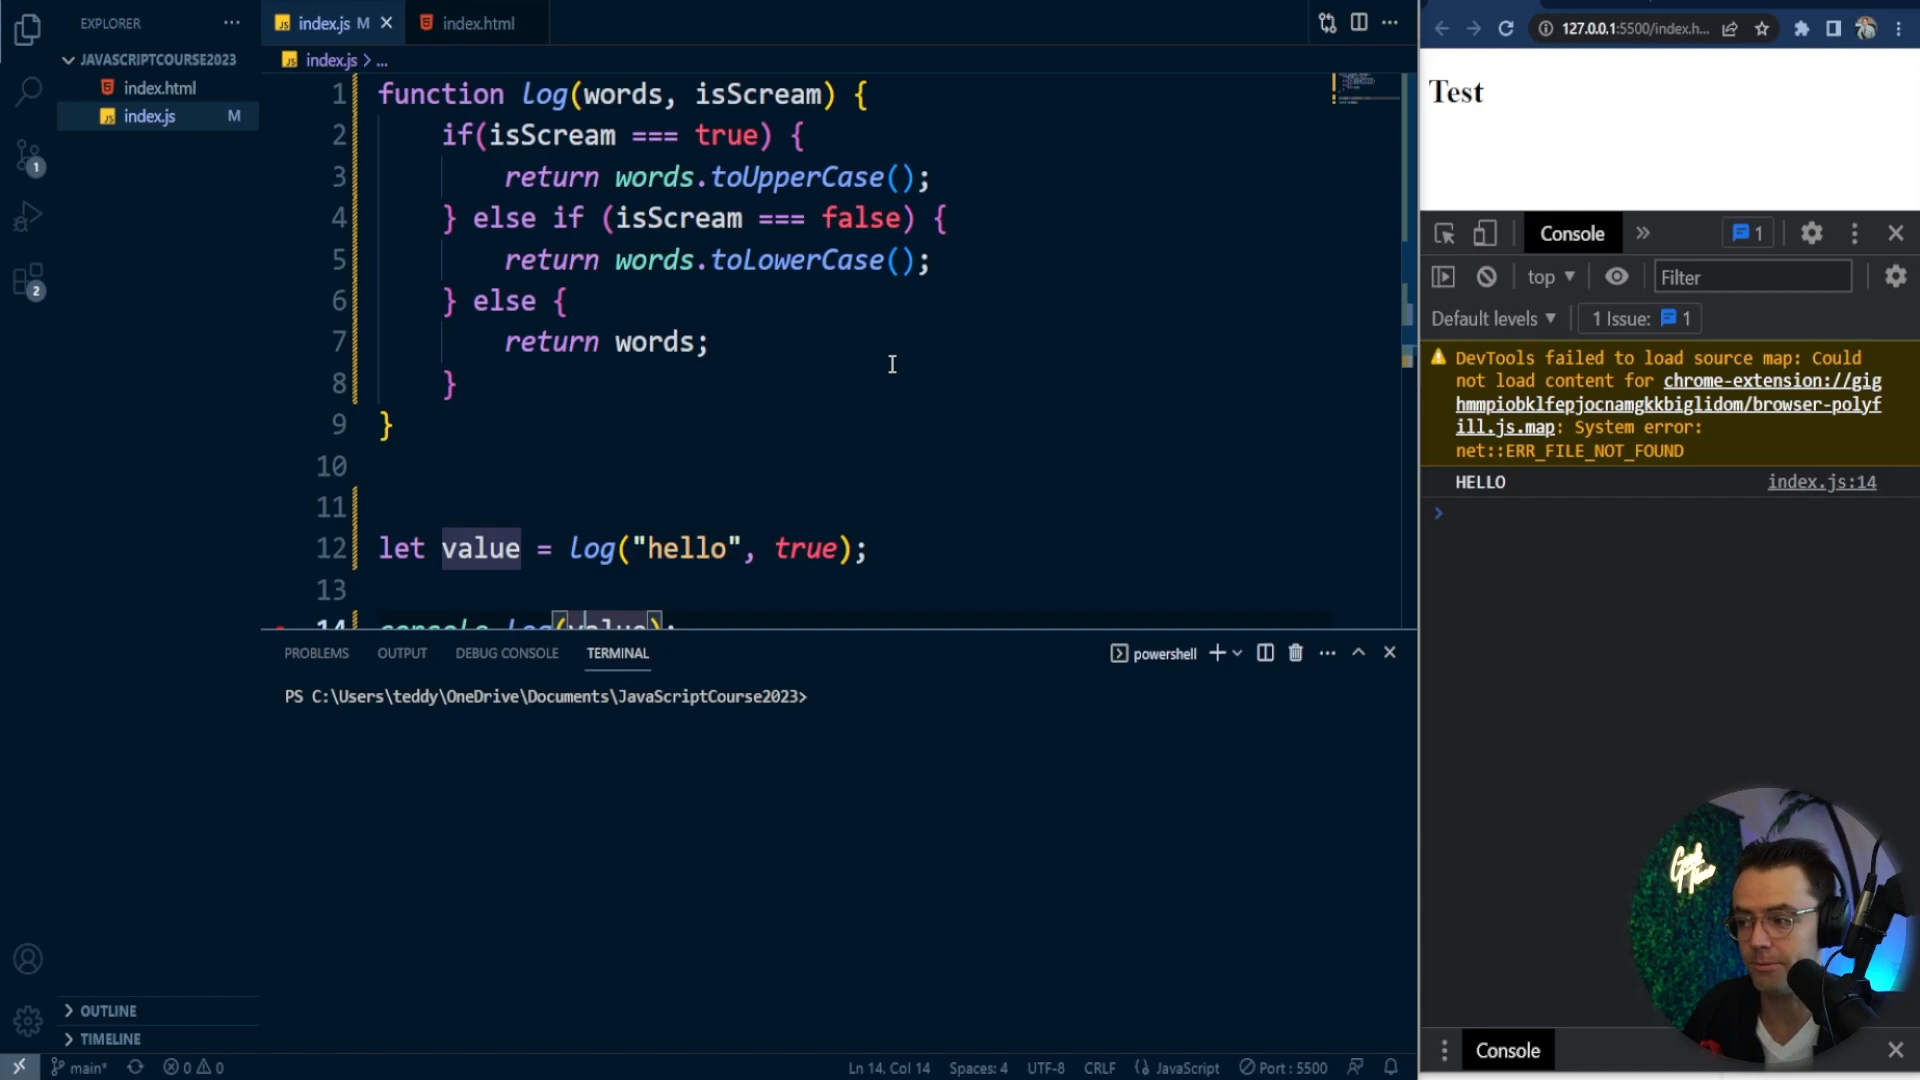 EXPLORER
JAVASCRIPTCOURSE2023
index.html
index.js M
1
2
index.js M
index.html
index.js > ...
1 function log(words, isScream) {
2 if(isScream === true) {
3 return words.toUpperCase();
4 } else if (isScream === false) {
5 return words.toLowerCase();
6 } else {
7 return words;
8 }
9 }
10
11
12 let value = log("hello", true);
13
14 console.log(value);
PROBLEMS OUTPUT DEBUG CONSOLE TERMINAL
powershell
PS C:\Users\teddy\OneDrive\Documents\JavaScriptCourse2023>
OUTLINE
TIMELINE
main* 0 0
Ln 14, Col 14 Spaces: 4 UTF-8 CRLF JavaScript Port : 5500
127.0.0.1:5500/index.h...
Test
Console » 1
top Filter
Default levels 1 Issue: 1
DevTools failed to load source map: Could
not load content for chrome-extension://gig
hmmpiobklfepjocnamgkkbiglidom/browser-polyf
ill.js.map: System error:
net::ERR_FILE_NOT_FOUND
HELLO index.js:14
Console